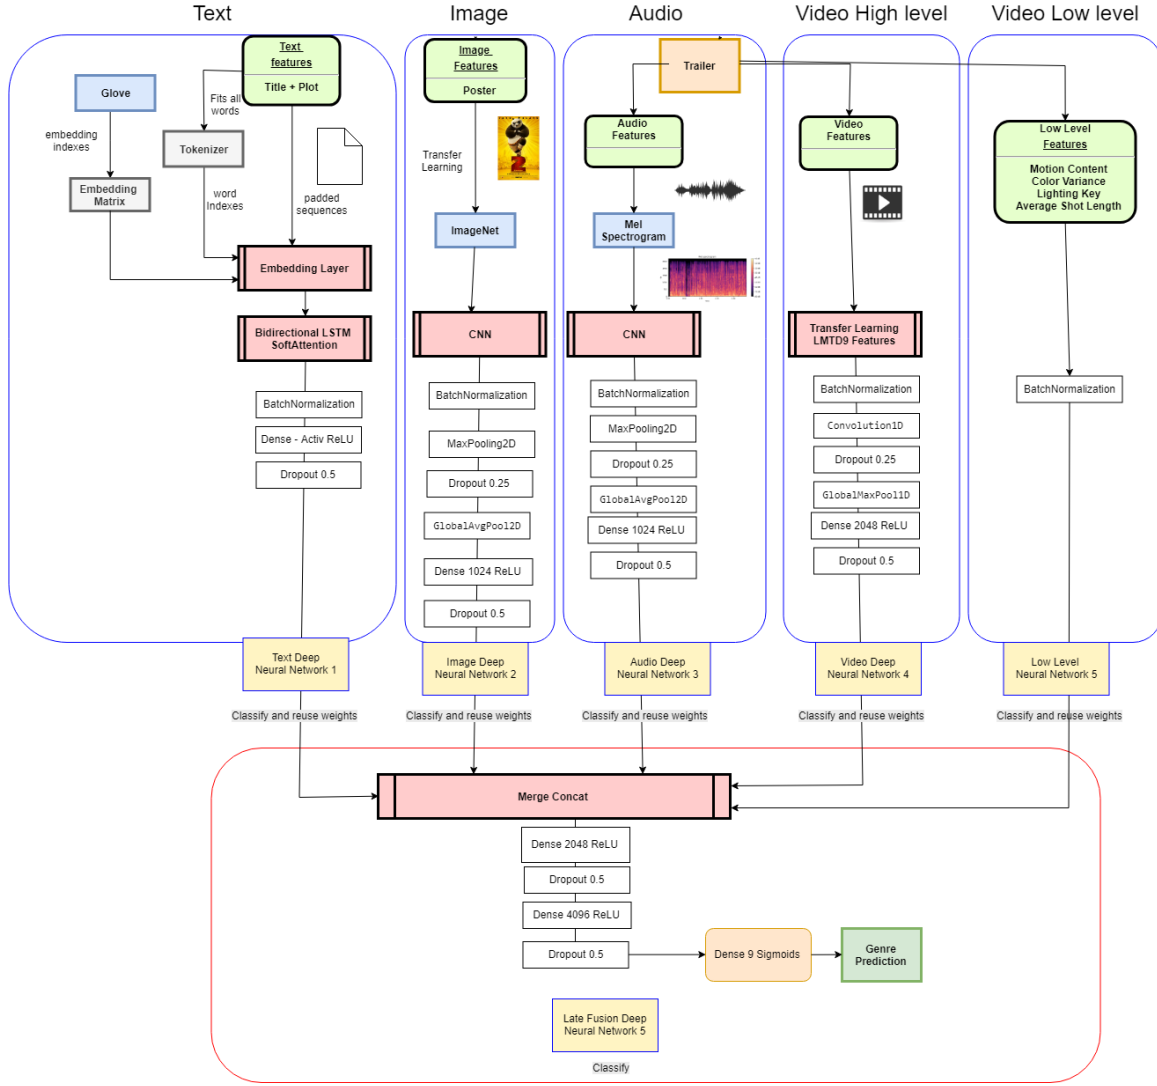 Text
Image
Audio
Video High level
Video Low level
Text
features
Title + Plot
Glove
Fits all
words
embedding
indexes
Tokenizer
Embedding
Matrix
word
Indexes
padded
sequences
Embedding Layer
Bidirectional LSTM
SoftAttention
BatchNormalization
Dense - Activ ReLU
Dropout 0.5
Text Deep
Neural Network 1
Classify and reuse weights
Image
Features
Poster
Transfer
Learning
ImageNet
CNN
BatchNormalization
MaxPooling2D
Dropout 0.25
GlobalAvgPool2D
Dense 1024 ReLU
Dropout 0.5
Image Deep
Neural Network 2
Classify and reuse weights
Trailer
Audio
Features
Mel
Spectrogram
CNN
BatchNormalization
MaxPooling2D
Dropout 0.25
GlobalAvgPool2D
Dense 1024 ReLU
Dropout 0.5
Audio Deep
Neural Network 3
Classify and reuse weights
Video
Features
Transfer Learning
LMTD9 Features
BatchNormalization
Convolution1D
Dropout 0.25
GlobalMaxPool1D
Dense 2048 ReLU
Dropout 0.5
Video Deep
Neural Network 4
Classify and reuse weights
Low Level
Features
Motion Content
Color Variance
Lighting Key
Average Shot Length
BatchNormalization
Low Level
Neural Network 5
Classify and reuse weights
Merge Concat
Dense 2048 ReLU
Dropout 0.5
Dense 4096 ReLU
Dropout 0.5
Dense 9 Sigmoids
Genre
Prediction
Late Fusion Deep
Neural Network 5
Classify